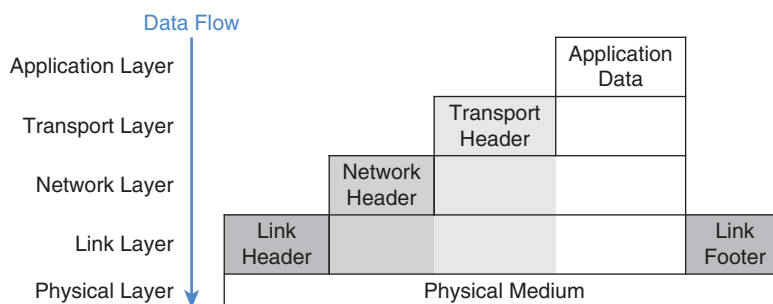 Data Flow
Application Layer
Application
Data
Transport Layer
Transport
Header
Network Layer
Network
Header
Link Layer
Link
Header
Link
Footer
Physical Layer
Physical Medium